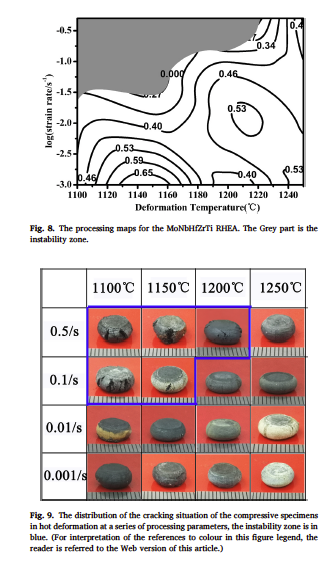 -0.5
-1.0
-1.5
-2.0
-2.5
-3.0
log(strain rate/s⁻¹)
0.34
0.4
0.000
0.46
0.53
0.40
0.53
0.59
0.65
0.46
0.40
0.53
1100 1120 1140 1160 1180 1200 1220 1240
Deformation Temperature(℃)
Fig. 8. The processing maps for the MoNbHfZrTi RHEA. The Grey part is the
instability zone.
1100℃ 1150℃ 1200℃ 1250℃
0.5/s
0.1/s
0.01/s
0.001/s
Fig. 9. The distribution of the cracking situation of the compressive specimens
in hot deformation at a series of processing parameters, the instability zone is in
blue. (For interpretation of the references to colour in this figure legend, the
reader is referred to the Web version of this article.)